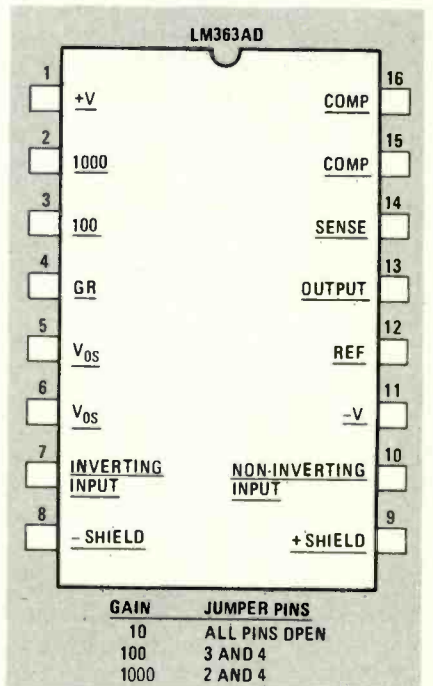 LM363AD
1 +V
2 1000
3 100
4 GR
5 VOS
6 VOS
7 INVERTING
INPUT
8 - SHIELD
16 COMP
15 COMP
14 SENSE
13 OUTPUT
12 REF
11 -V
10 NON-INVERTING
INPUT
9 + SHIELD
GAIN JUMPER PINS
10 ALL PINS OPEN
100 3 AND 4
1000 2 AND 4